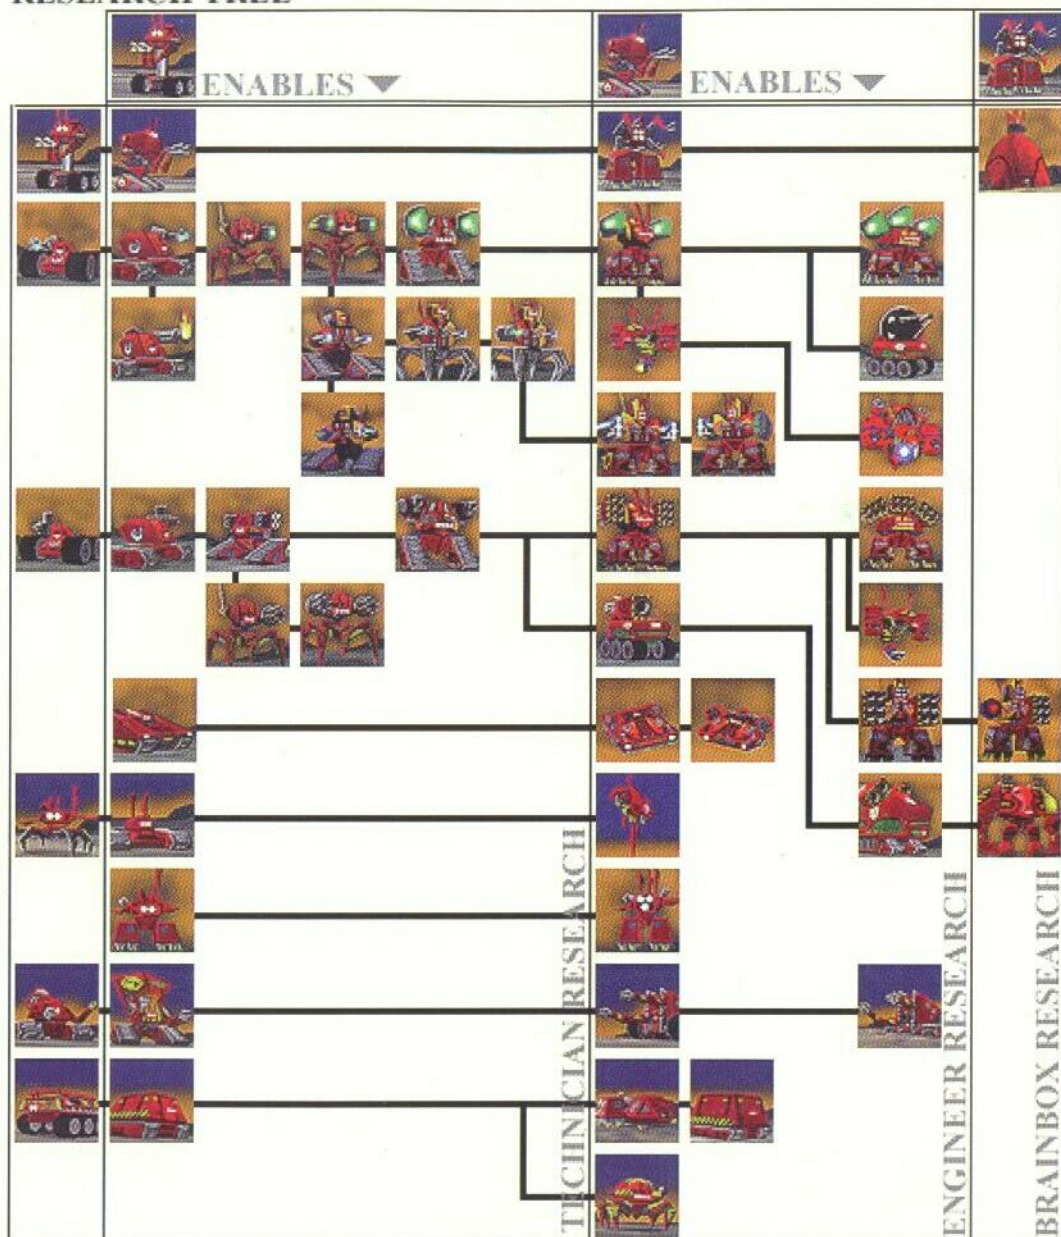 RESEARCH TREE
ENABLES
ENABLES
TECHNICIAN RESEARCH
ENGINEER RESEARCH
BRAINBOX RESEARCH